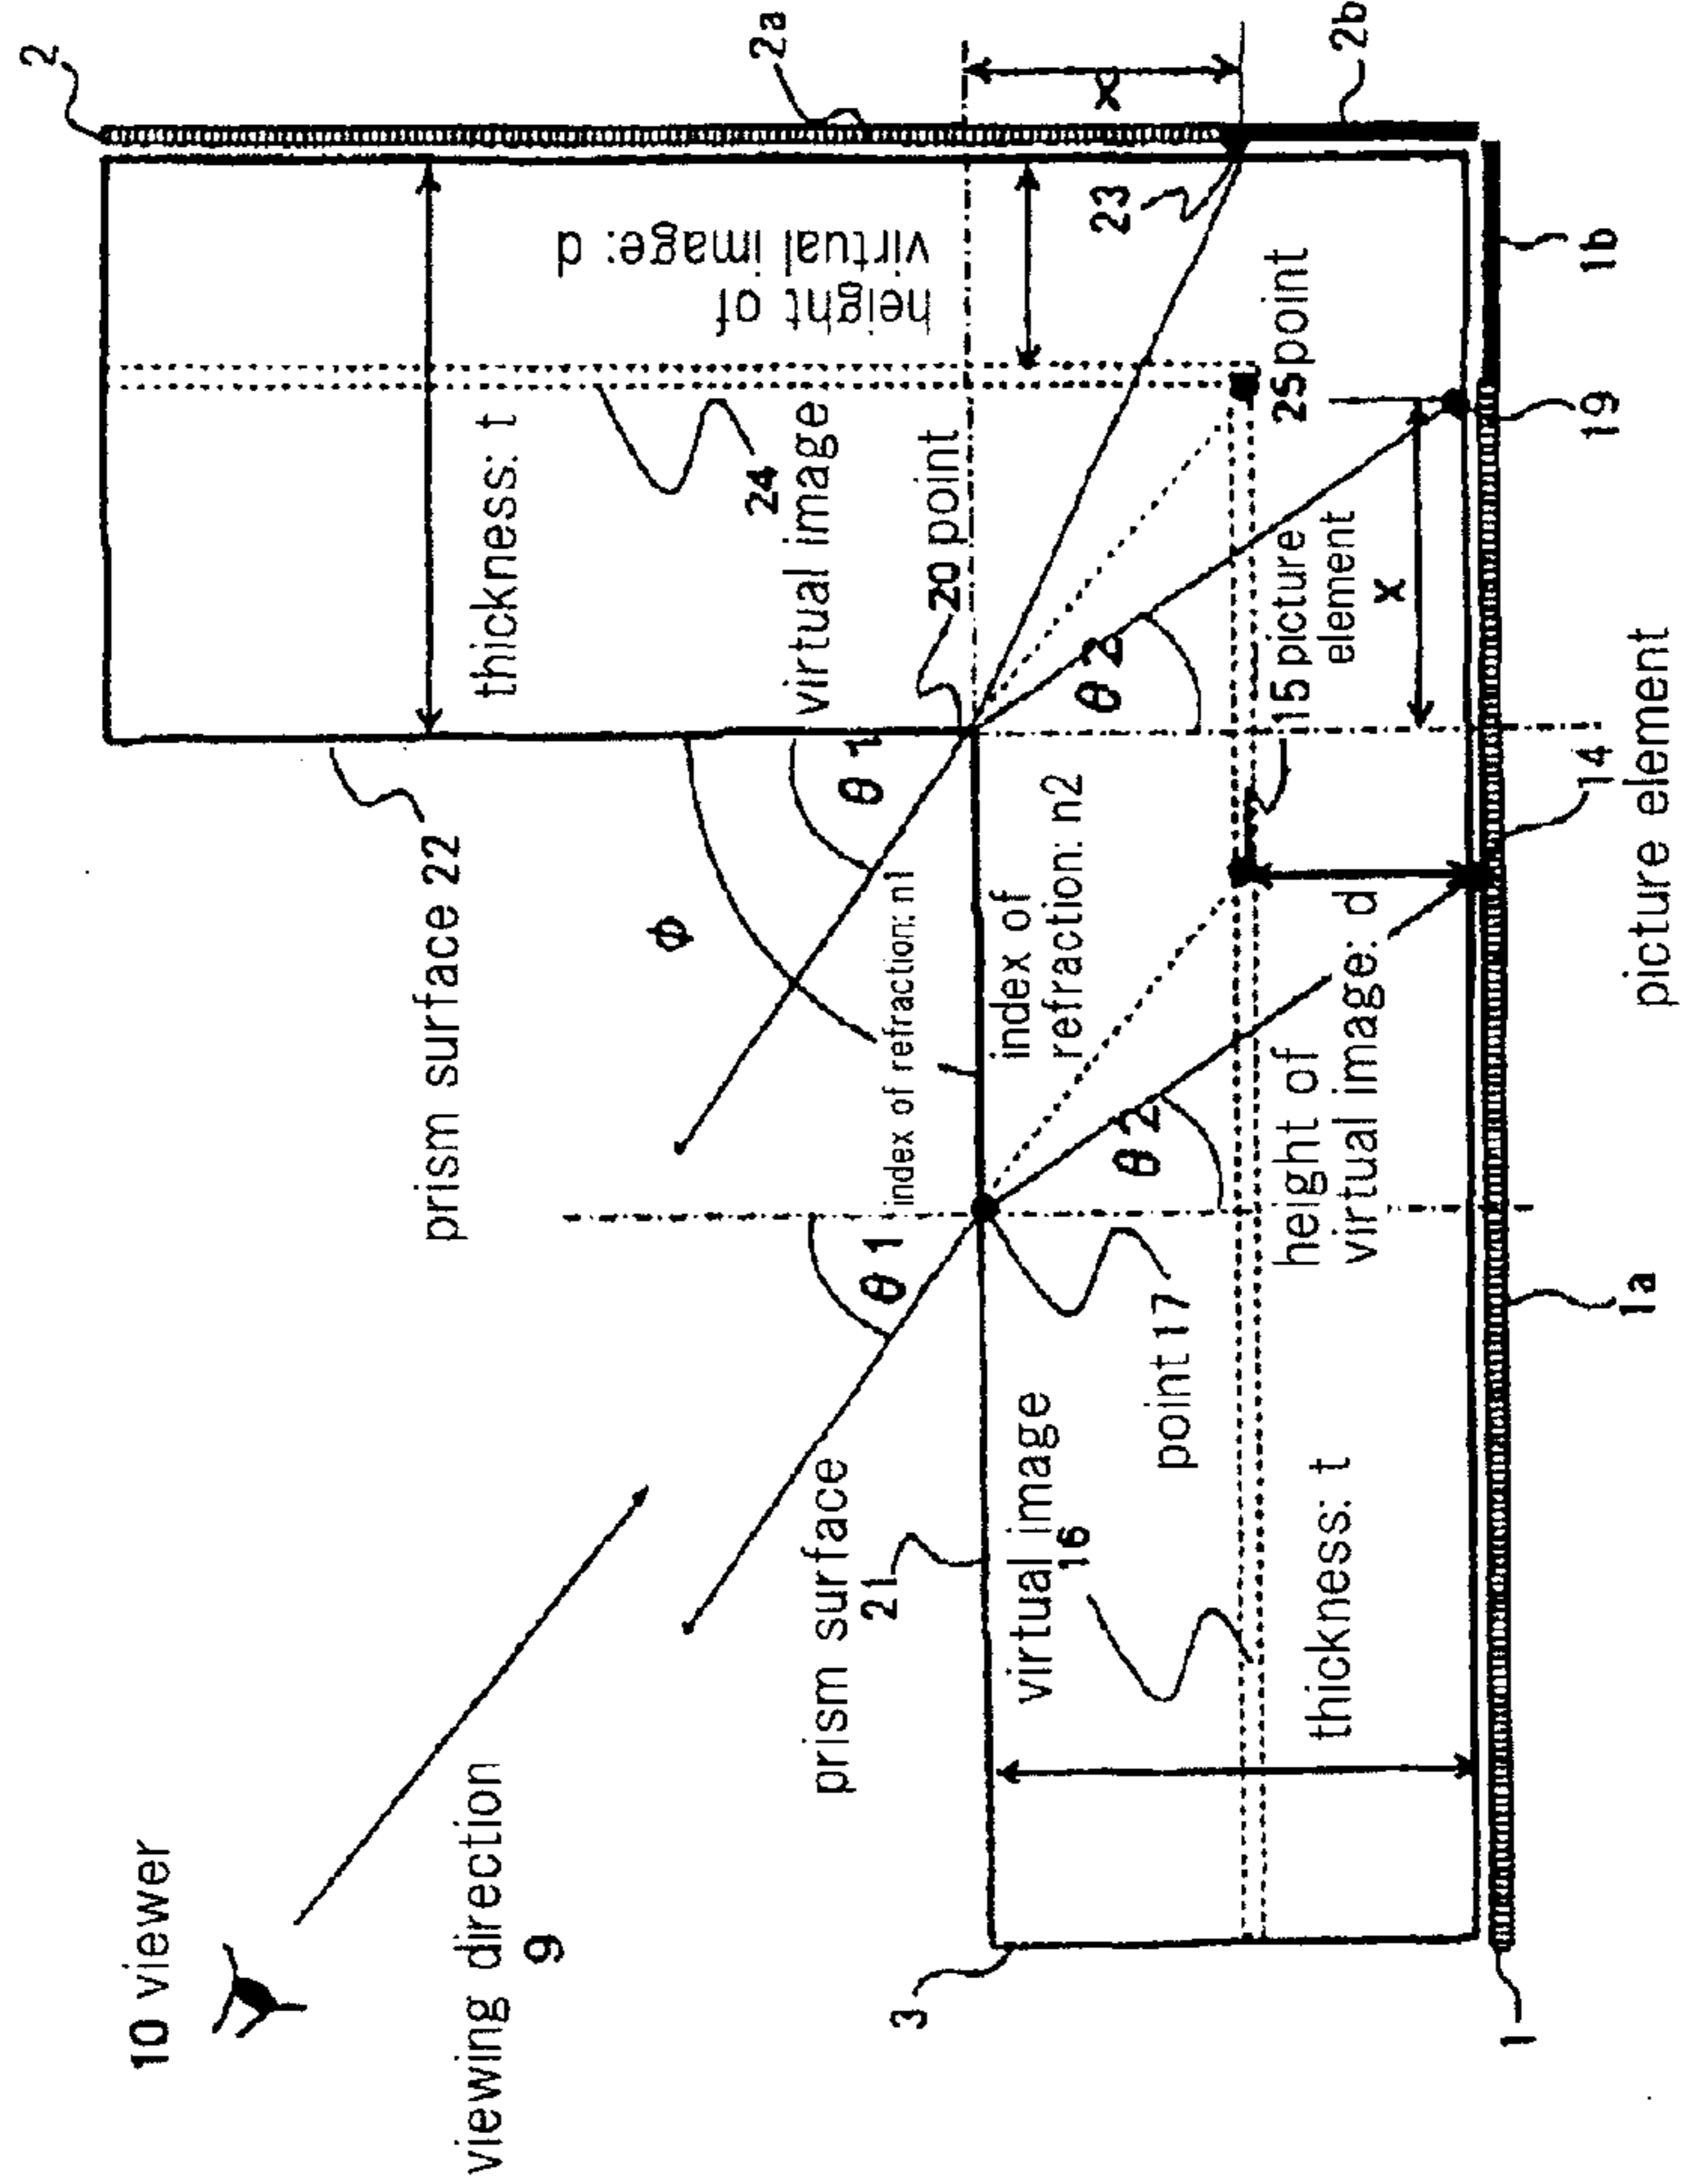 10 viewer
viewing direction
9
prism surface 22
prism surface
21
3
1
2
2a
2b
1a
1b
thickness: t
24
virtual image
20 point
height of
virtual image: d
23
25 point
x
x
19
14
picture element
15 picture
element
θ1
θ1
θ2
θ2
ϕ
index of refraction: n1
index of
refraction: n2
height of
virtual image: d
point 17
virtual image
16
thickness: t